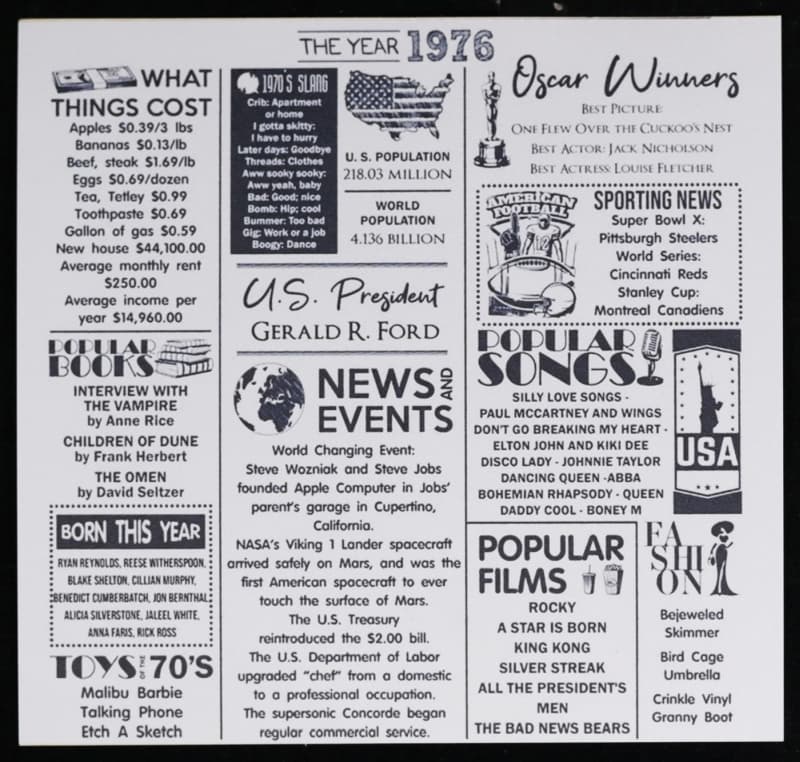 THE YEAR 1976
WHAT
THINGS COST
Apples $0.39/3 lbs
Bananas $0.13/lb
Beef, steak $1.69/lb
Eggs $0.69/dozen
Tea, Tetley $0.99
Toothpaste $0.69
Gallon of gas $0.59
New house $44,100.00
Average monthly rent
$250.00
Average income per
year $14,960.00
POPULAR
BOOKS
INTERVIEW WITH
THE VAMPIRE
by Anne Rice
CHILDREN OF DUNE
by Frank Herbert
THE OMEN
by David Seltzer
BORN THIS YEAR
RYAN REYNOLDS, REESE WITHERSPOON,
BLAKE SHELTON, CILLIAN MURPHY,
BENEDICT CUMBERBATCH, JON BERNTHAL,
ALICIA SILVERSTONE, JALEEL WHITE,
ANNA FARIS, RICK ROSS
TOYS OF THE 70'S
Malibu Barbie
Talking Phone
Etch A Sketch
1970'S SLANG
Crib: Apartment
or home
I gotta skitty:
I have to hurry
Later days: Goodbye
Threads: Clothes
Aww sooky sooky:
Aww yeah, baby
Bad: Good; nice
Bomb: Hip; cool
Bummer: Too bad
Gig: Work or a job
Boogy: Dance
U. S. POPULATION
218.03 MILLION
WORLD
POPULATION
4.136 BILLION
U.S. President
GERALD R. FORD
NEWS AND
EVENTS
World Changing Event:
Steve Wozniak and Steve Jobs
founded Apple Computer in Jobs'
parent's garage in Cupertino,
California.
NASA's Viking 1 Lander spacecraft
arrived safely on Mars, and was the
first American spacecraft to ever
touch the surface of Mars.
The U.S. Treasury
reintroduced the $2.00 bill.
The U.S. Department of Labor
upgraded "chef" from a domestic
to a professional occupation.
The supersonic Concorde began
regular commercial service.
Oscar Winners
BEST PICTURE:
ONE FLEW OVER THE CUCKOO'S NEST
BEST ACTOR: JACK NICHOLSON
BEST ACTRESS: LOUISE FLETCHER
AMERICAN
FOOTBALL
SPORTING NEWS
Super Bowl X:
Pittsburgh Steelers
World Series:
Cincinnati Reds
Stanley Cup:
Montreal Canadiens
POPULAR
SONGS
SILLY LOVE SONGS -
PAUL MCCARTNEY AND WINGS
DON'T GO BREAKING MY HEART -
ELTON JOHN AND KIKI DEE
DISCO LADY - JOHNNIE TAYLOR
DANCING QUEEN -ABBA
BOHEMIAN RHAPSODY - QUEEN
DADDY COOL - BONEY M
USA
POPULAR
FILMS
ROCKY
A STAR IS BORN
KING KONG
SILVER STREAK
ALL THE PRESIDENT'S
MEN
THE BAD NEWS BEARS
FA
SHI
ON
Bejeweled
Skimmer
Bird Cage
Umbrella
Crinkle Vinyl
Granny Boot